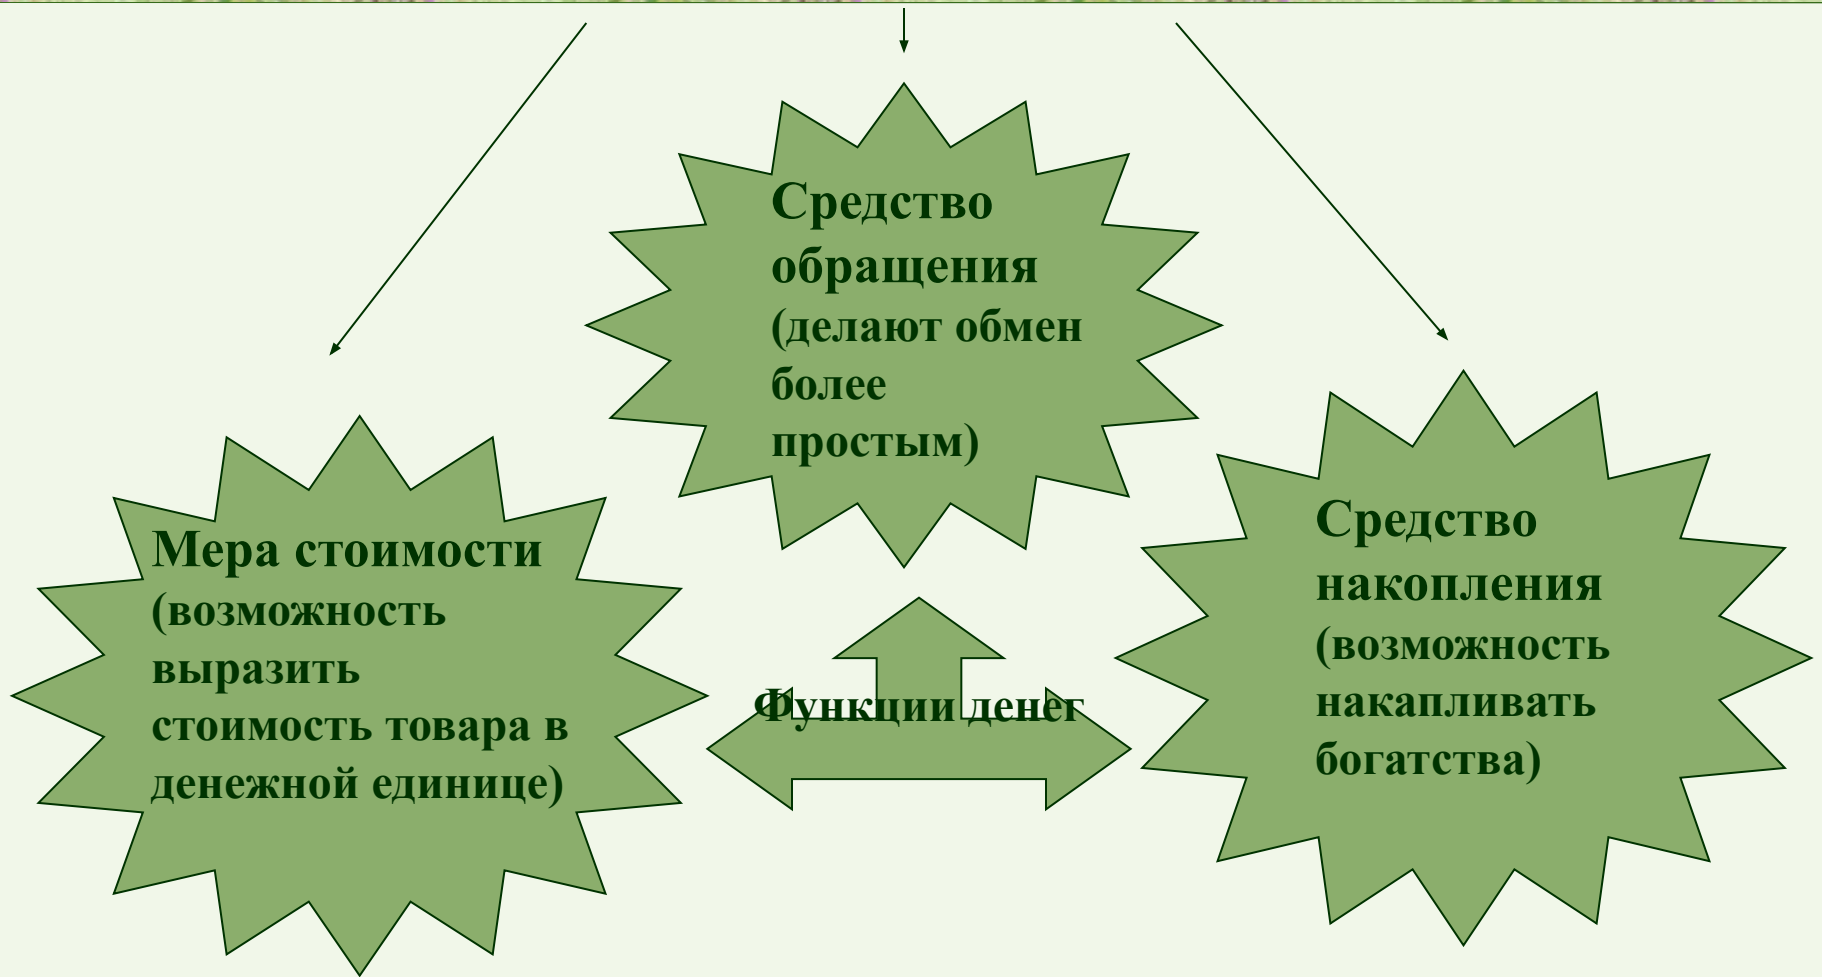 Средство
обращения
(делают обмен
более
простым)
Мера стоимости
(возможность
выразить
стоимость товара в
денежной единице)
Средство
накопления
(возможность
накапливать
богатства)
Функции денег